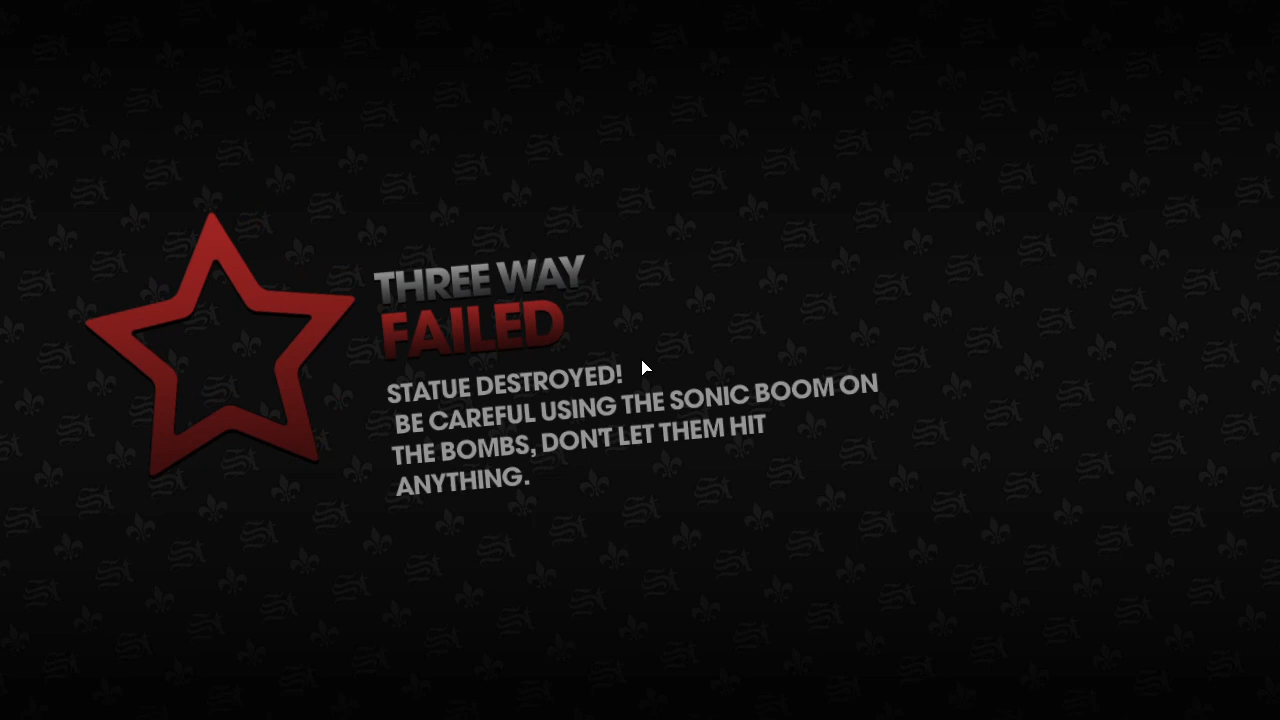 THREE WAY
FAILED
STATUE DESTROYED!
BE CAREFUL USING THE SONIC BOOM ON
THE BOMBS, DON'T LET THEM HIT
ANYTHING.